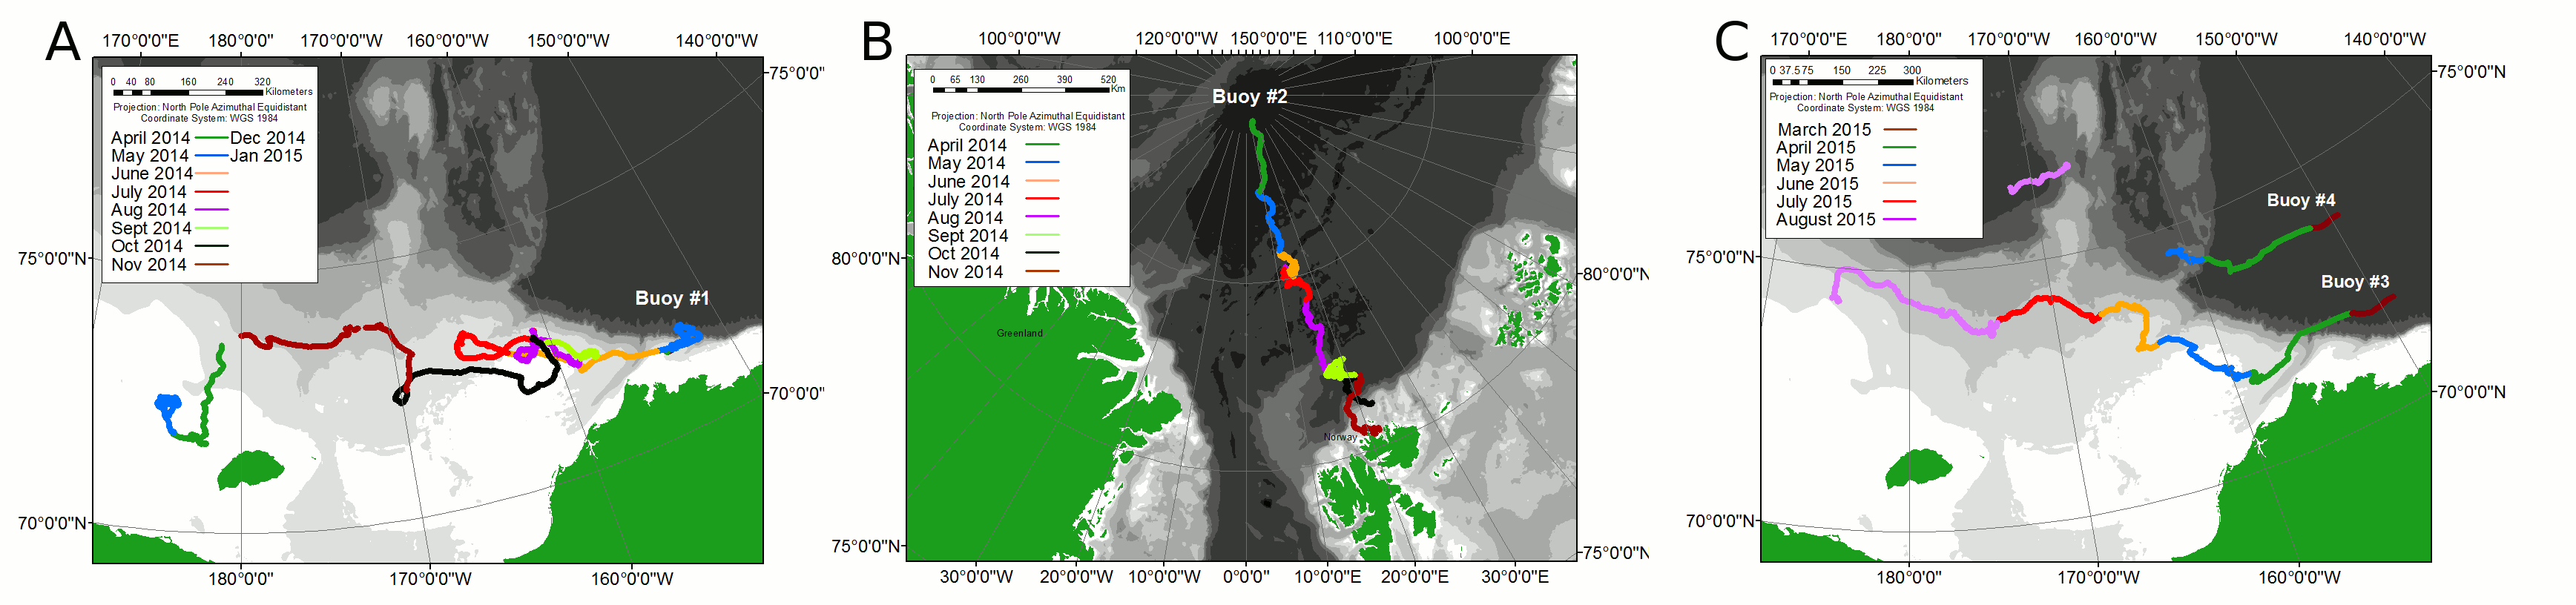 A
170°0'0"E 180°0'0" 170°0'0"W 160°0'0"W 150°0'0"W 140°0'0"W
0 40 80 160 240 320
Kilometers
Projection: North Pole Azimuthal Equidistant
Coordinate System: WGS 1984
April 2014 Dec 2014
May 2014 Jan 2015
June 2014
July 2014
Aug 2014
Sept 2014
Oct 2014
Nov 2014
75°0'0"
75°0'0"N
Buoy #1
70°0'0"
70°0'0"N
180°0'0" 170°0'0"W 160°0'0"W
B
100°0'0"W 120°0'0"W 150°0'0"E 110°0'0"E 100°0'0"E
0 65 130 260 390 520
Km
Projection: North Pole Azimuthal Equidistant
Coordinate System: WGS 1984
April 2014
May 2014
June 2014
July 2014
Aug 2014
Sept 2014
Oct 2014
Nov 2014
Buoy #2
80°0'0"N
80°0'0"N
Greenland
Norway
75°0'0"N
75°0'0"N
30°0'0"W 20°0'0"W 10°0'0"W 0°0'0" 10°0'0"E 20°0'0"E 30°0'0"E
C
170°0'0"E 180°0'0" 170°0'0"W 160°0'0"W 150°0'0"W 140°0'0"W
0 37.5 75 150 225 300
Kilometers
Projection: North Pole Azimuthal Equidistant
Coordinate System: WGS 1984
March 2015
April 2015
May 2015
June 2015
July 2015
August 2015
75°0'0"N
Buoy #4
75°0'0"N
Buoy #3
70°0'0"N
70°0'0"N
180°0'0" 170°0'0"W 160°0'0"W